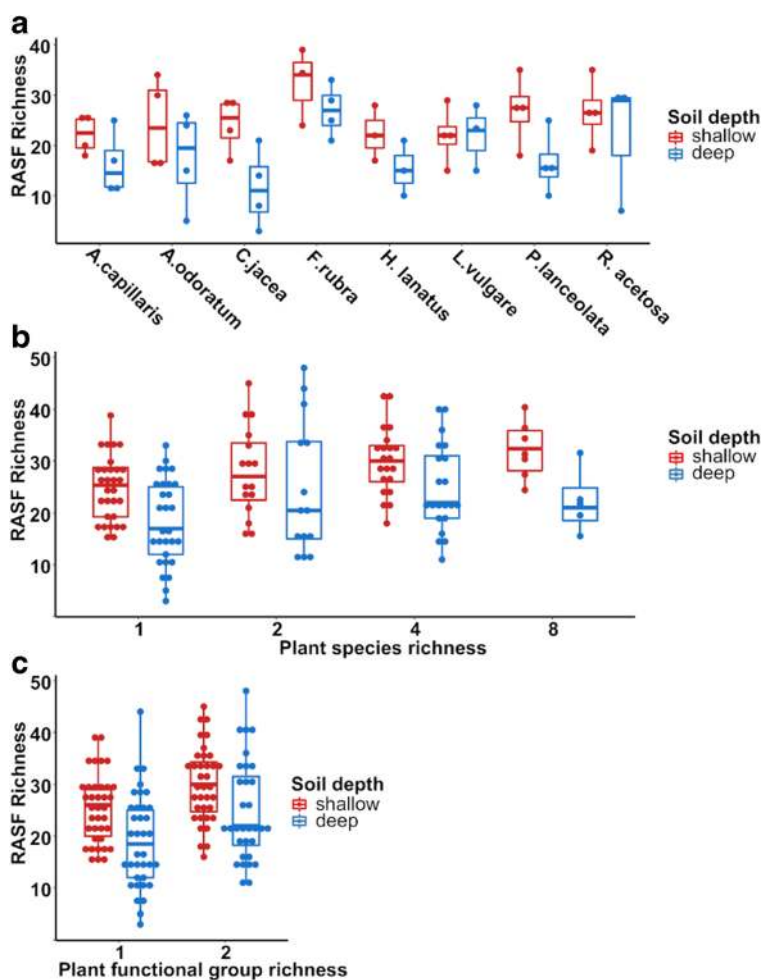 a
RASF Richness
40
30
20
10
Soil depth
shallow
deep
A.capillaris
A.odoratum
C.jacea
F.rubra
H. lanatus
L.vulgare
P.lanceolata
R. acetosa
b
RASF Richness
50
40
30
20
10
Soil depth
shallow
deep
1 2 4 8
Plant species richness
c
RASF Richness
50
40
30
20
10
Soil depth
shallow
deep
1 2
Plant functional group richness